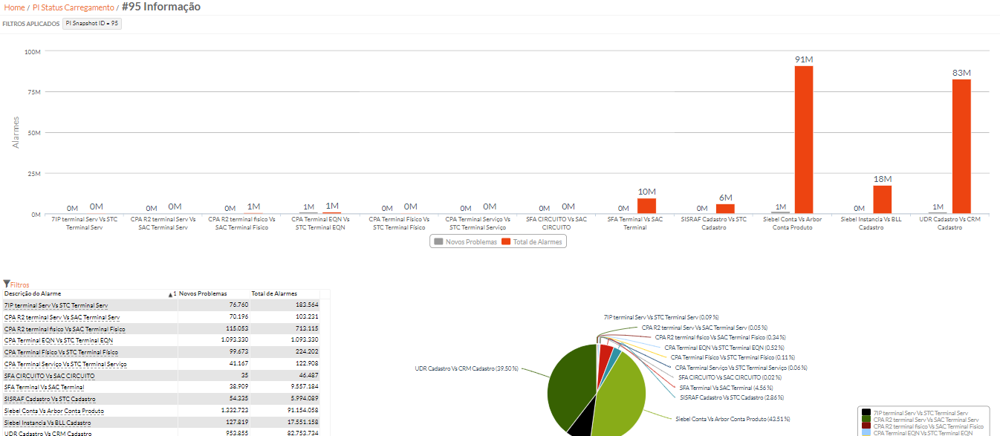 Home / PI Status Carregamento / #95 Informação
FILTROS APLICADOS PI Snapshot ID = 95
100M
75M
50M
25M
0M
Alarmes
0M 0M 0M 0M 0M 1M 1M 1M 0M 0M 0M 0M 0M 0M 0M 10M 0M 6M 1M 91M 0M 18M 1M 83M
7IP terminal Serv Vs STC Terminal Serv
CPA R2 terminal Serv Vs SAC Terminal Serv
CPA R2 terminal físico Vs SAC Terminal Físico
CPA Terminal EQN Vs STC Terminal EQN
CPA Terminal Físico Vs STC Terminal Físico
CPA Terminal Serviço Vs STC Terminal Serviço
SFA CIRCUITO Vs SAC CIRCUITO
SFA Terminal Vs SAC Terminal
SISRAF Cadastro Vs STC Cadastro
Siebel Conta Vs Arbor Conta Produto
Siebel Instancia Vs BLL Cadastro
UDR Cadastro Vs CRM Cadastro
Novos Problemas Total de Alarmes
Filtros
Descrição do Alarme 1 Novos Problemas Total de Alarmes
7IP terminal Serv Vs STC Terminal Serv 76.760 183.564
CPA R2 terminal Serv Vs SAC Terminal Serv 70.196 103.231
CPA R2 terminal físico Vs SAC Terminal Físico 115.053 713.115
CPA Terminal EQN Vs STC Terminal EQN 1.093.330 1.093.330
CPA Terminal Físico Vs STC Terminal Físico 99.673 224.202
CPA Terminal Serviço Vs STC Terminal Serviço 41.167 122.908
SFA CIRCUITO Vs SAC CIRCUITO 35 46.487
SFA Terminal Vs SAC Terminal 38.909 9.557.184
SISRAF Cadastro Vs STC Cadastro 54.335 5.994.089
Siebel Conta Vs Arbor Conta Produto 1.332.723 91.154.058
Siebel Instancia Vs BLL Cadastro 127.819 17.551.158
UDR Cadastro Vs CRM Cadastro 953.855 82.753.734
7IP terminal Serv Vs STC Terminal Serv (0.09 %)
CPA R2 terminal Serv Vs SAC Terminal Serv (0.05 %)
CPA R2 terminal físico Vs SAC Terminal Físico (0.34 %)
CPA Terminal EQN Vs STC Terminal EQN (0.52 %)
CPA Terminal Físico Vs STC Terminal Físico (0.11 %)
CPA Terminal Serviço Vs STC Terminal Serviço (0.06 %)
UDR Cadastro Vs CRM Cadastro (39.50 %)
SFA CIRCUITO Vs SAC CIRCUITO (0.02 %)
SFA Terminal Vs SAC Terminal (4.56 %)
SISRAF Cadastro Vs STC Cadastro (2.86 %)
Siebel Conta Vs Arbor Conta Produto (43.51 %)
7IP terminal Serv Vs STC Terminal Serv
CPA R2 terminal Serv Vs SAC Terminal Serv
CPA R2 terminal físico Vs SAC Terminal Físico
CPA Terminal EQN Vs STC Terminal EQN